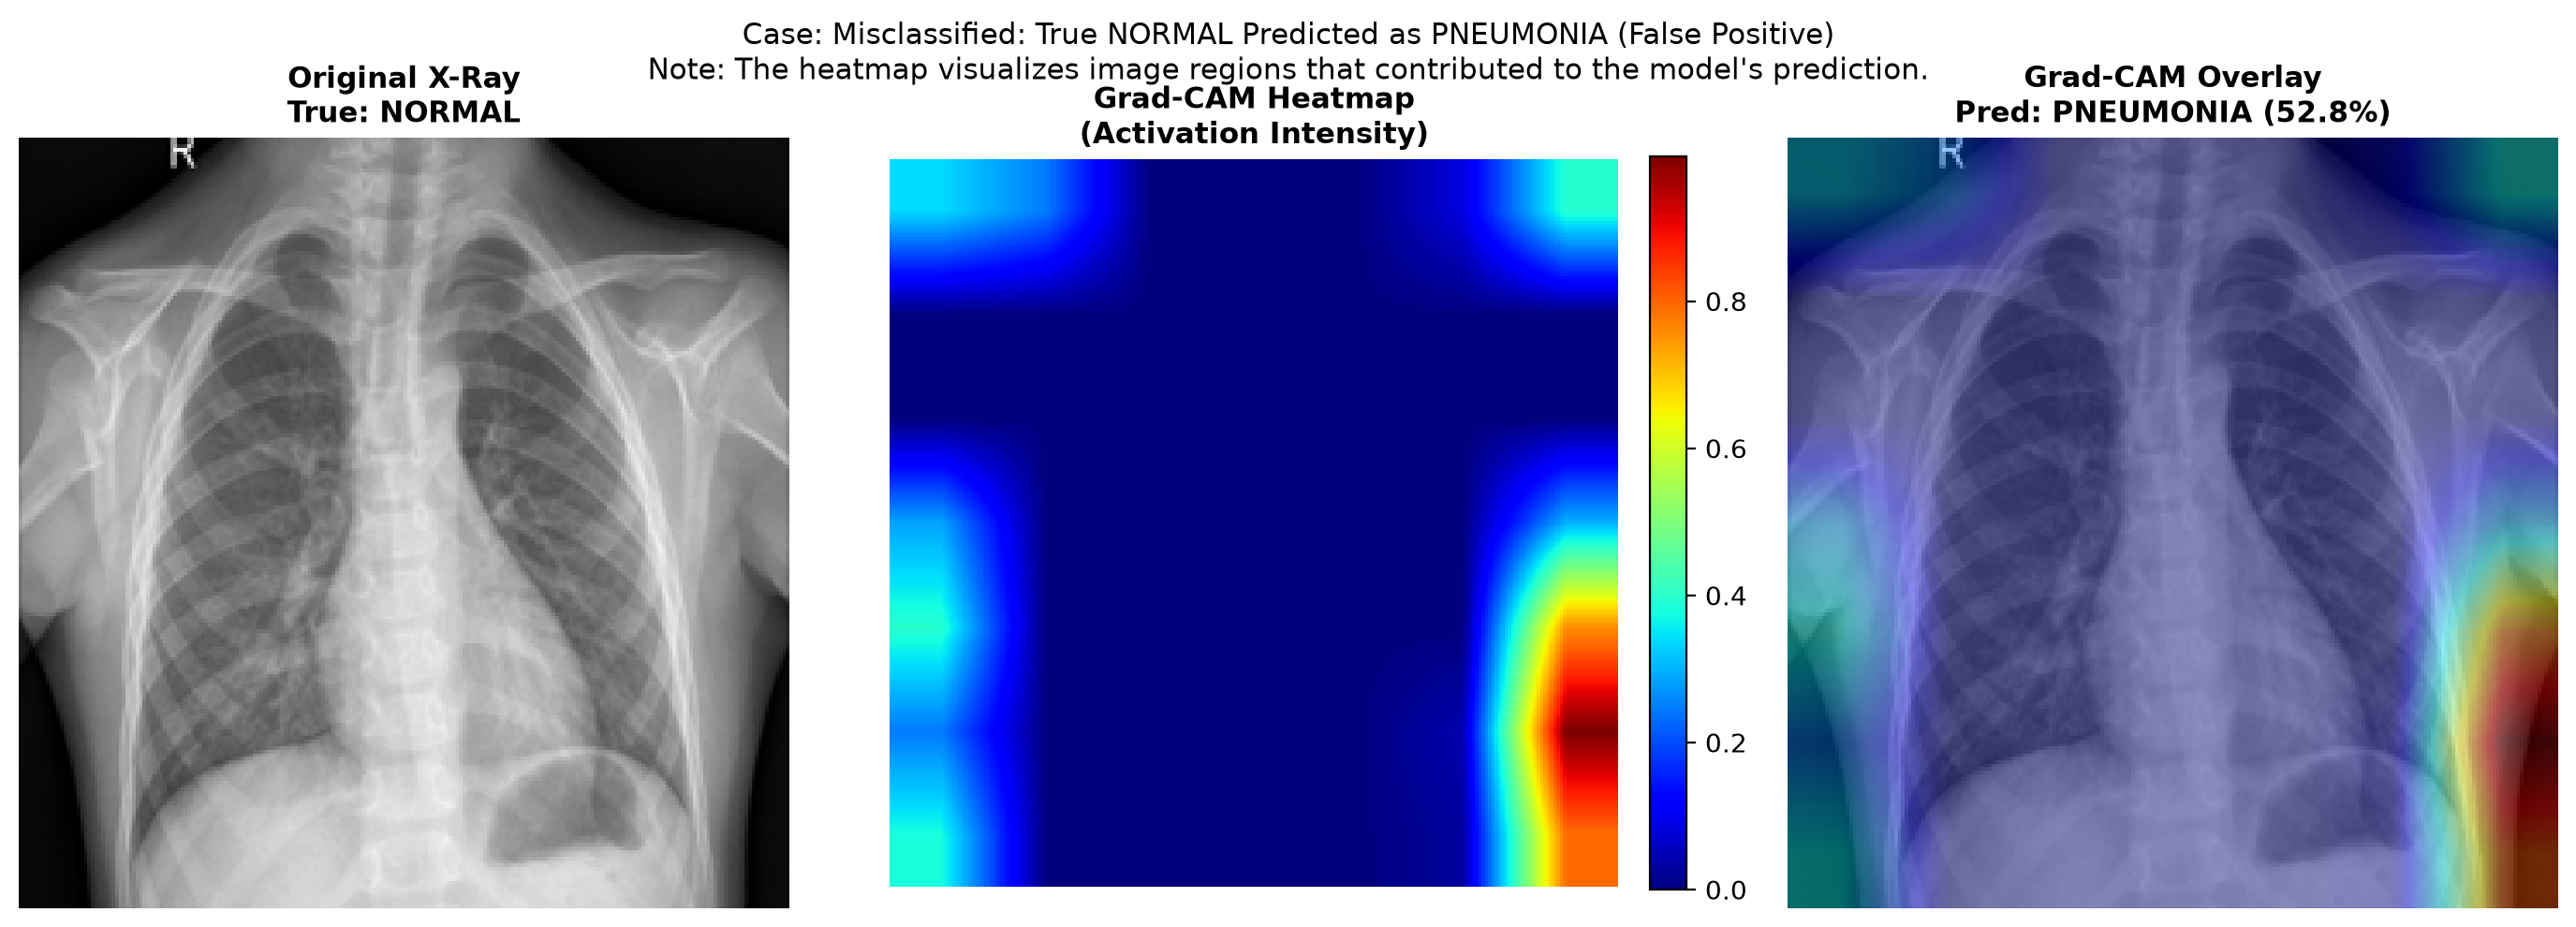 Case: Misclassified: True NORMAL Predicted as PNEUMONIA (False Positive)
Note: The heatmap visualizes image regions that contributed to the model's prediction.
Original X-Ray
True: NORMAL
R
Grad-CAM Heatmap
(Activation Intensity)
0.8
0.6
0.4
0.2
0.0
Grad-CAM Overlay
Pred: PNEUMONIA (52.8%)
R